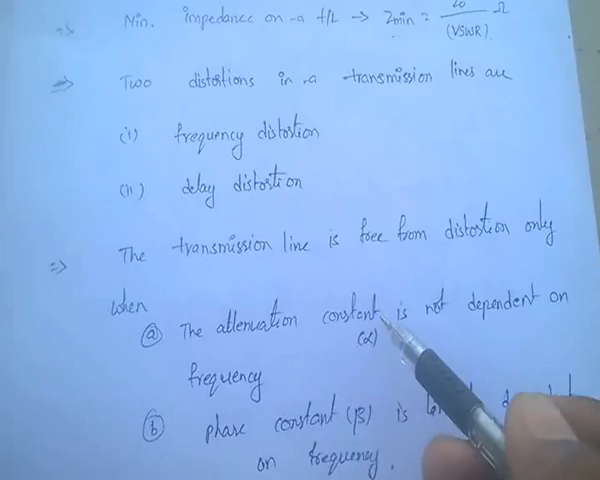 => Min. impedance on a t/L → Zmin = Zo/(VSWR) Ω
=> Two distortions in a transmission lines are
(i) frequency distortion
(ii) delay distortion
=> The transmission line is free from distortion only
when
(a) The attenuation constant is not dependent on
(α)
frequency
(b) phase constant (β) is
on frequency.